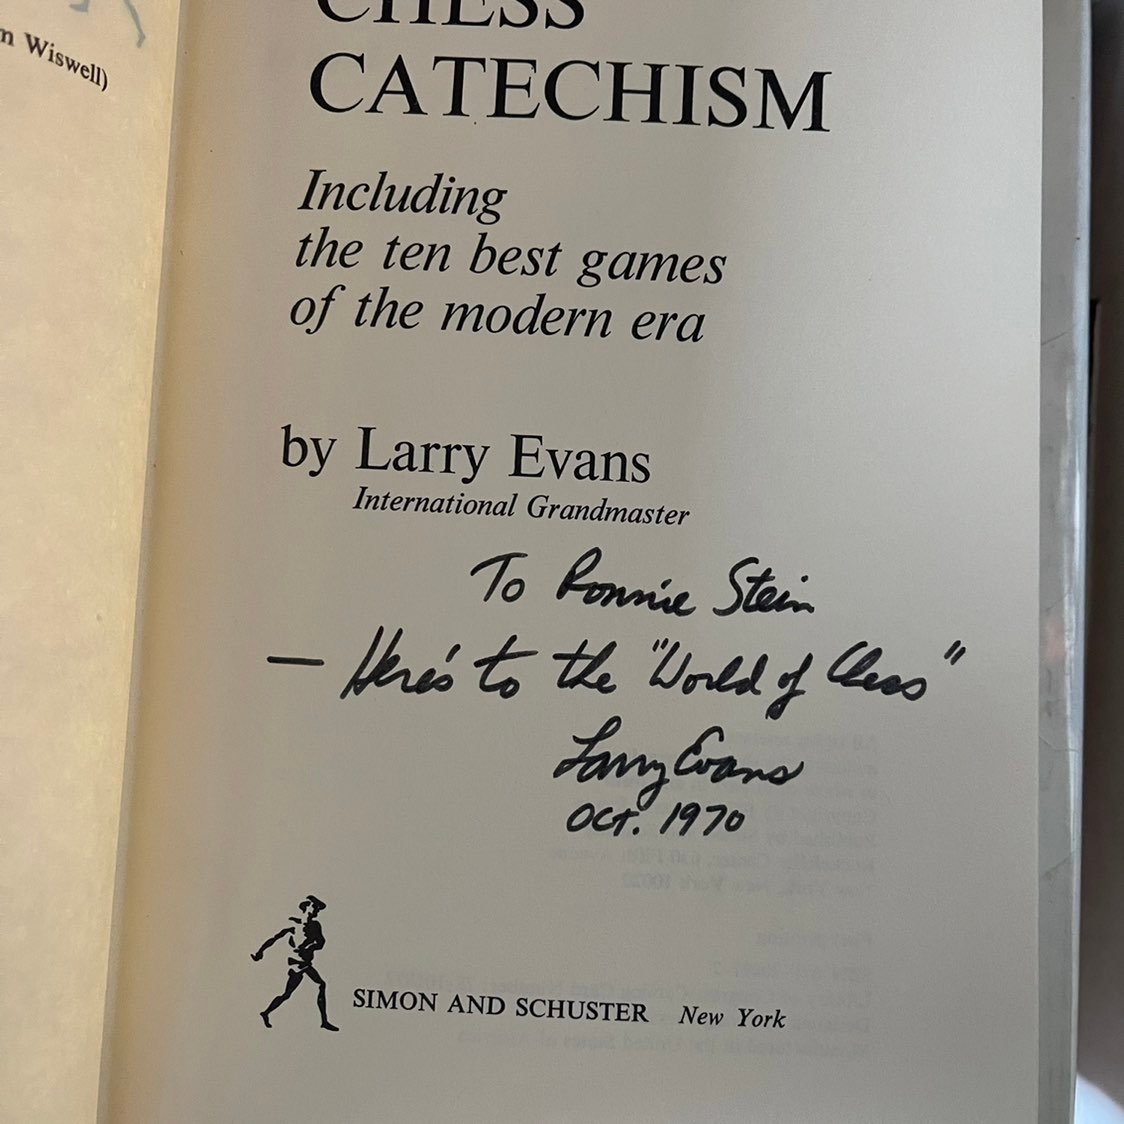 m Wiswell)
CHESS
CATECHISM
Including
the ten best games
of the modern era
by Larry Evans
International Grandmaster
To Ronnie Stein
— Here's to the "World of Chess"
Larry Evans
Oct. 1970
SIMON AND SCHUSTER New York